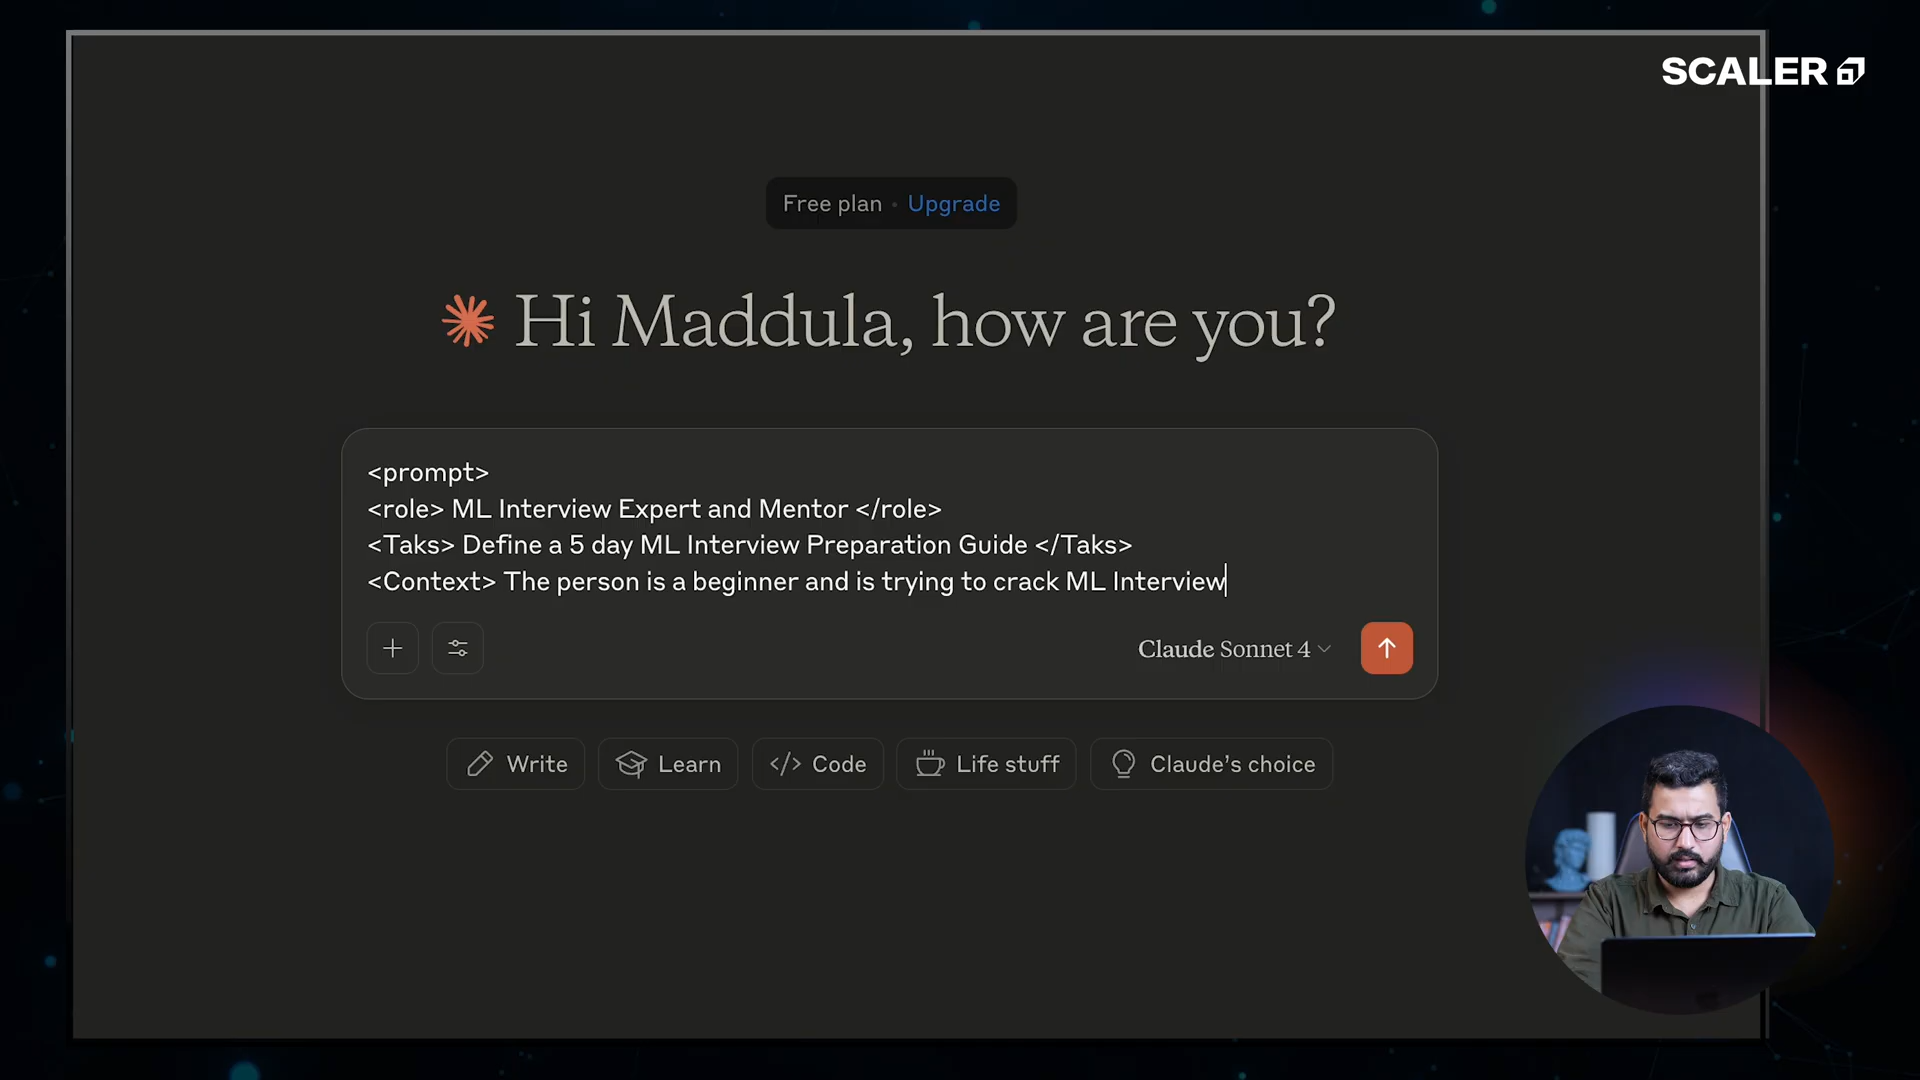 SCALER
Free plan • Upgrade
Hi Maddula, how are you?
<prompt>
<role> ML Interview Expert and Mentor </role>
<Taks> Define a 5 day ML Interview Preparation Guide </Taks>
<Context> The person is a beginner and is trying to crack ML Interview
Claude Sonnet 4
Write
Learn
</> Code
Life stuff
Claude’s choice